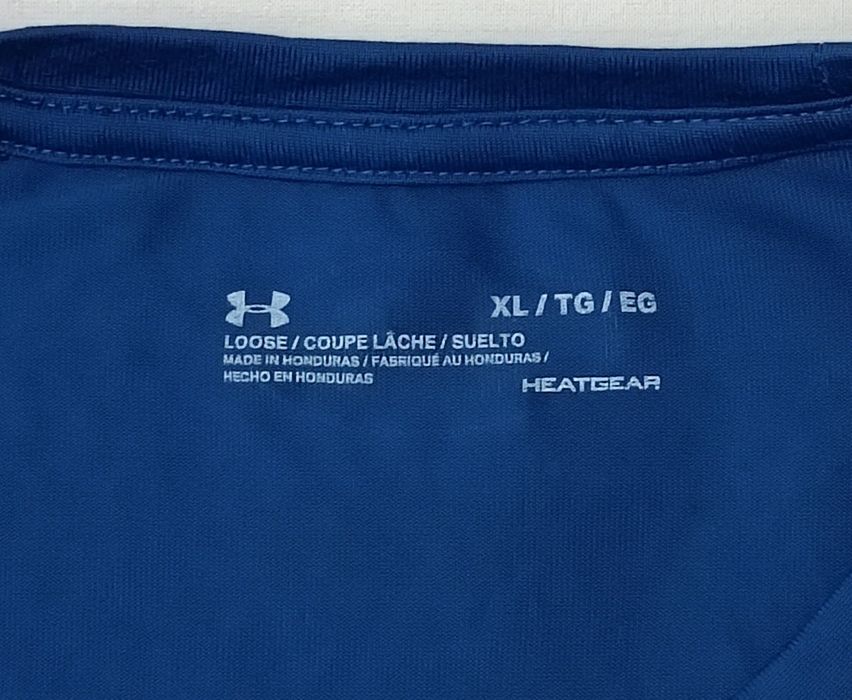 XL / TG / EG
LOOSE / COUPE LÂCHE / SUELTO
MADE IN HONDURAS / FABRIQUÉ AU HONDURAS /
HECHO EN HONDURAS
HEATGEAR